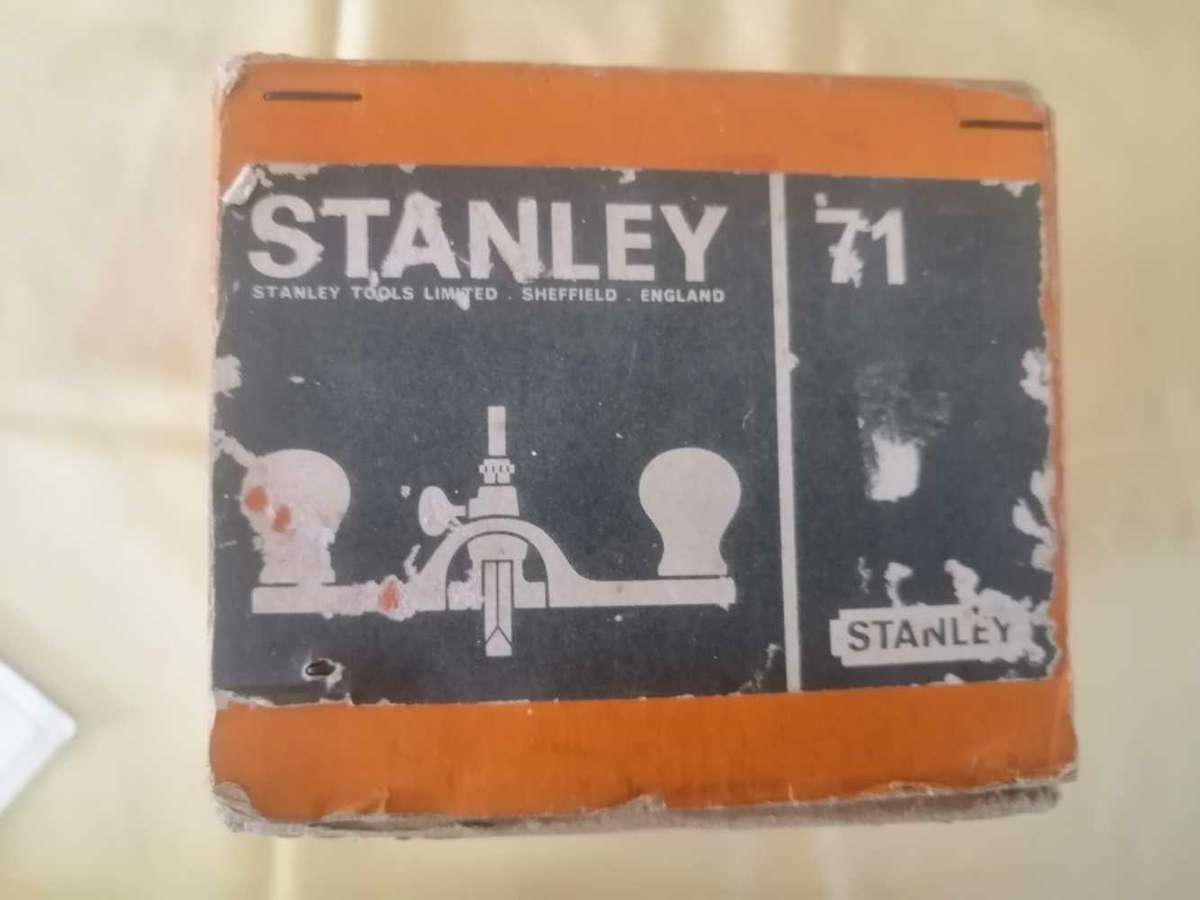 STANLEY
STANLEY TOOLS LIMITED . SHEFFIELD . ENGLAND
71
STANLEY